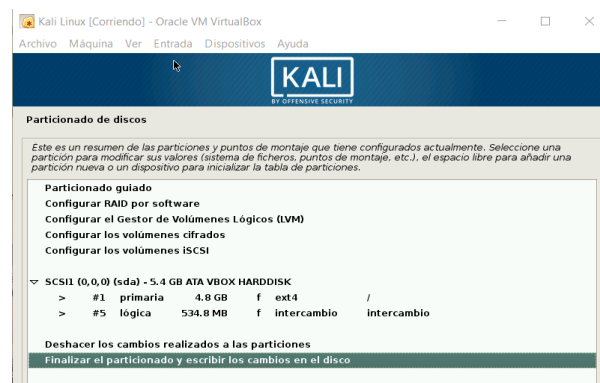 Kali Linux [Corriendo] - Oracle VM VirtualBox
Archivo Máquina Ver Entrada Dispositivos Ayuda
KALI
BY OFFENSIVE SECURITY
Particionado de discos
Este es un resumen de las particiones y puntos de montaje que tiene configurados actualmente. Seleccione una
partición para modificar sus valores (sistema de ficheros, puntos de montaje, etc.), el espacio libre para añadir una
partición nueva o un dispositivo para inicializar la tabla de particiones.
Particionado guiado
Configurar RAID por software
Configurar el Gestor de Volúmenes Lógicos (LVM)
Configurar los volúmenes cifrados
Configurar los volúmenes iSCSI
SCSI1 (0,0,0) (sda) - 5.4 GB ATA VBOX HARDDISK
> #1 primaria 4.8 GB f ext4 /
> #5 lógica 534.8 MB f intercambio intercambio
Deshacer los cambios realizados a las particiones
Finalizar el particionado y escribir los cambios en el disco